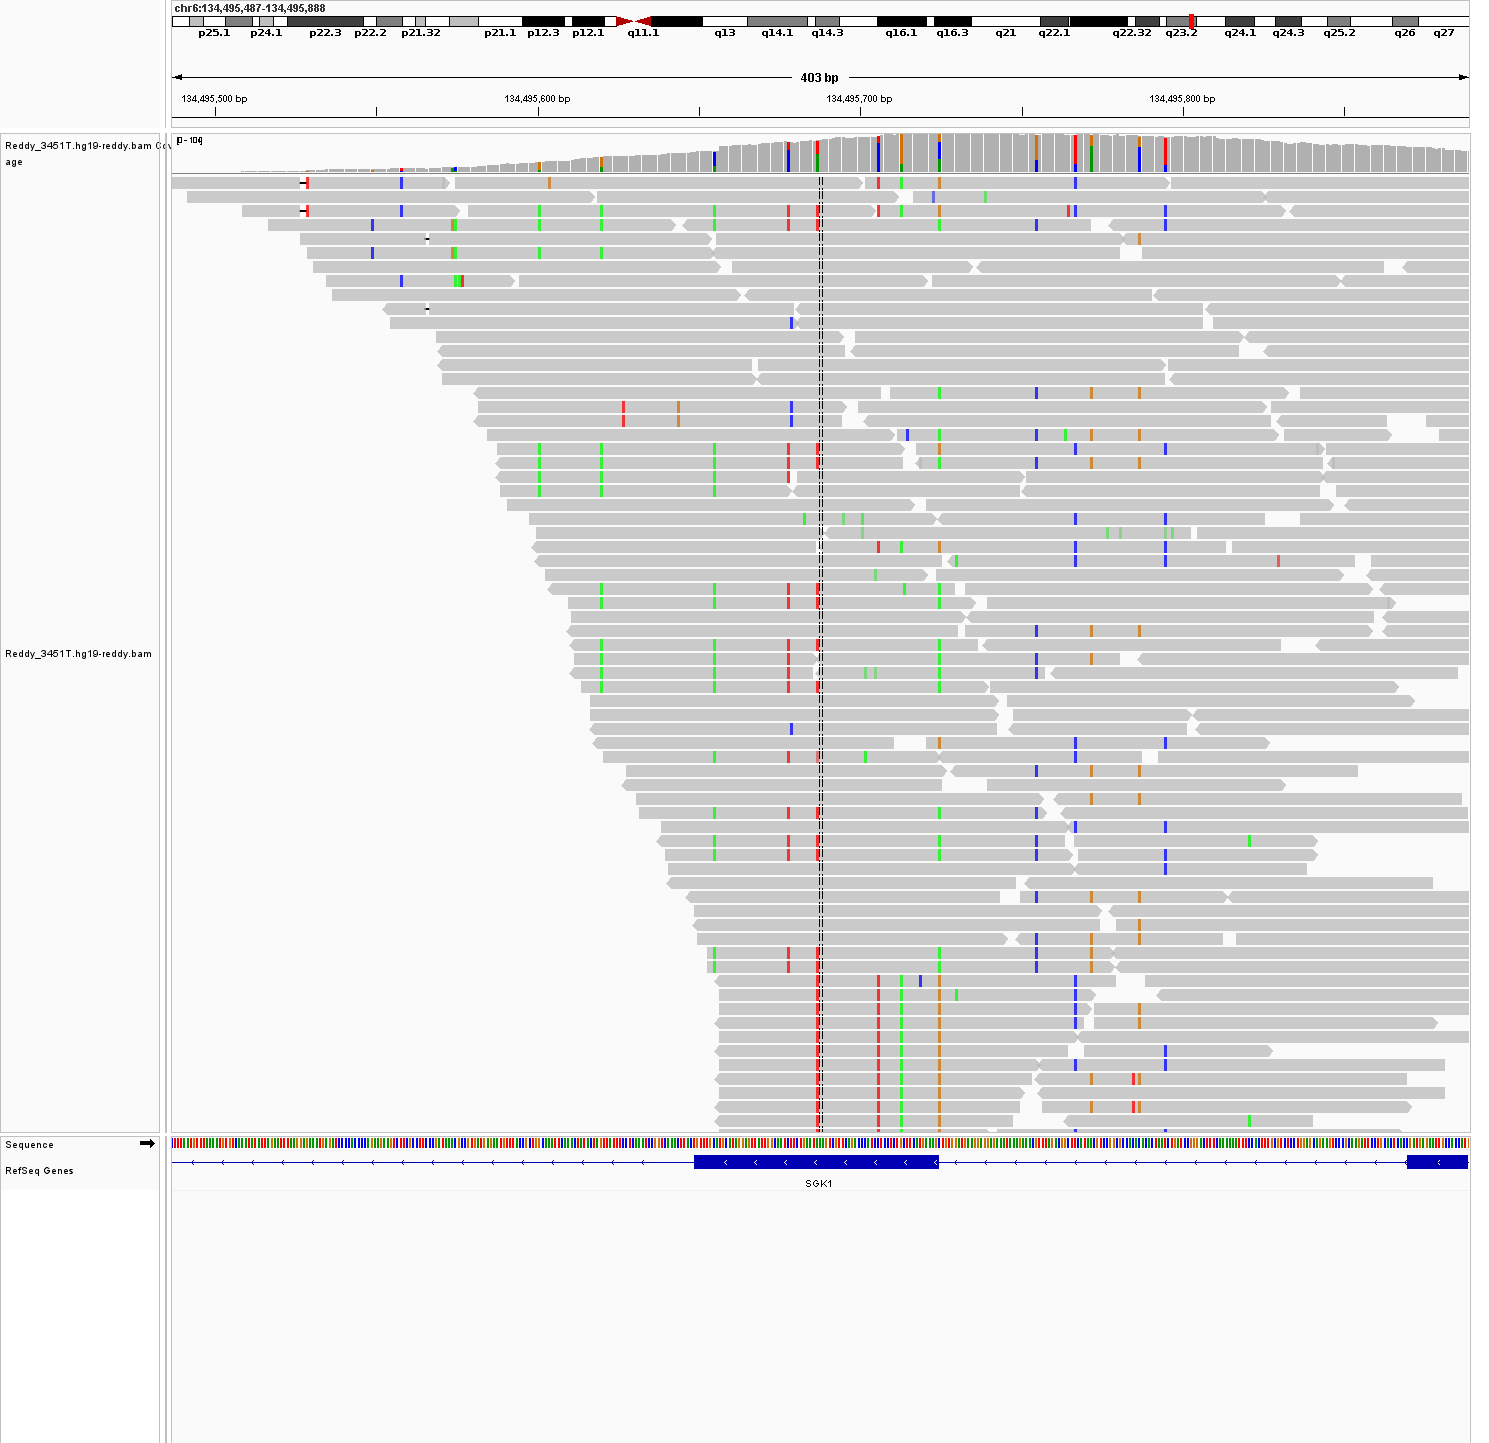 chr6:134,495,487-134,495,888
p25.1 p24.1 p22.3 p22.2 p21.32 p21.1 p12.3 p12.1 q11.1 q13 q14.1 q14.3 q16.1 q16.3 q21 q22.1 q22.32 q23.2 q24.1 q24.3 q25.2 q26 q27
403 bp
134,495,500 bp 134,495,600 bp 134,495,700 bp 134,495,800 bp
Reddy_3451T.hg19-reddy.bam Cov
age
[0 - 104]
Reddy_3451T.hg19-reddy.bam
Sequence
RefSeq Genes
SGK1